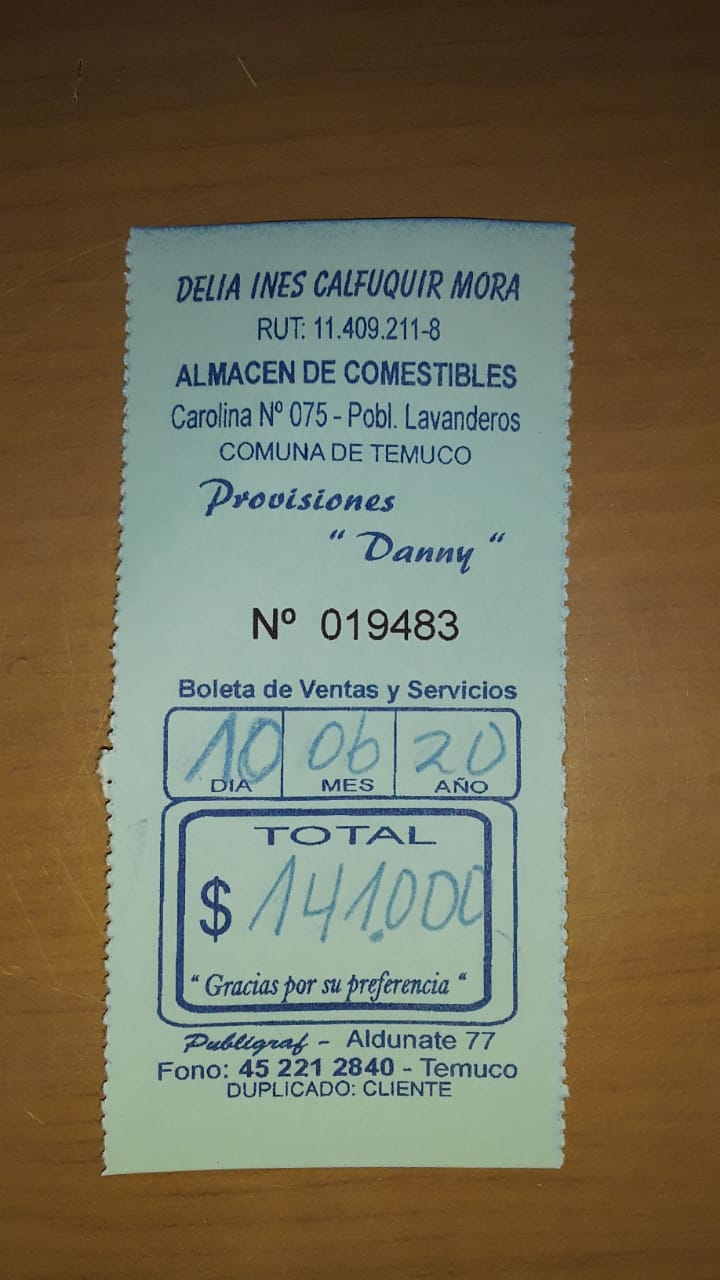 DELIA INES CALFUQUIR MORA
RUT: 11.409.211-8
ALMACEN DE COMESTIBLES
Carolina Nº 075 - Pobl. Lavanderos
COMUNA DE TEMUCO
Provisiones
“ Danny “
Nº 019483
Boleta de Ventas y Servicios
10 06 20
DIA MES AÑO
TOTAL
$ 141.000
“ Gracias por su preferencia “
Publigraf - Aldunate 77
Fono: 45 221 2840 - Temuco
DUPLICADO: CLIENTE